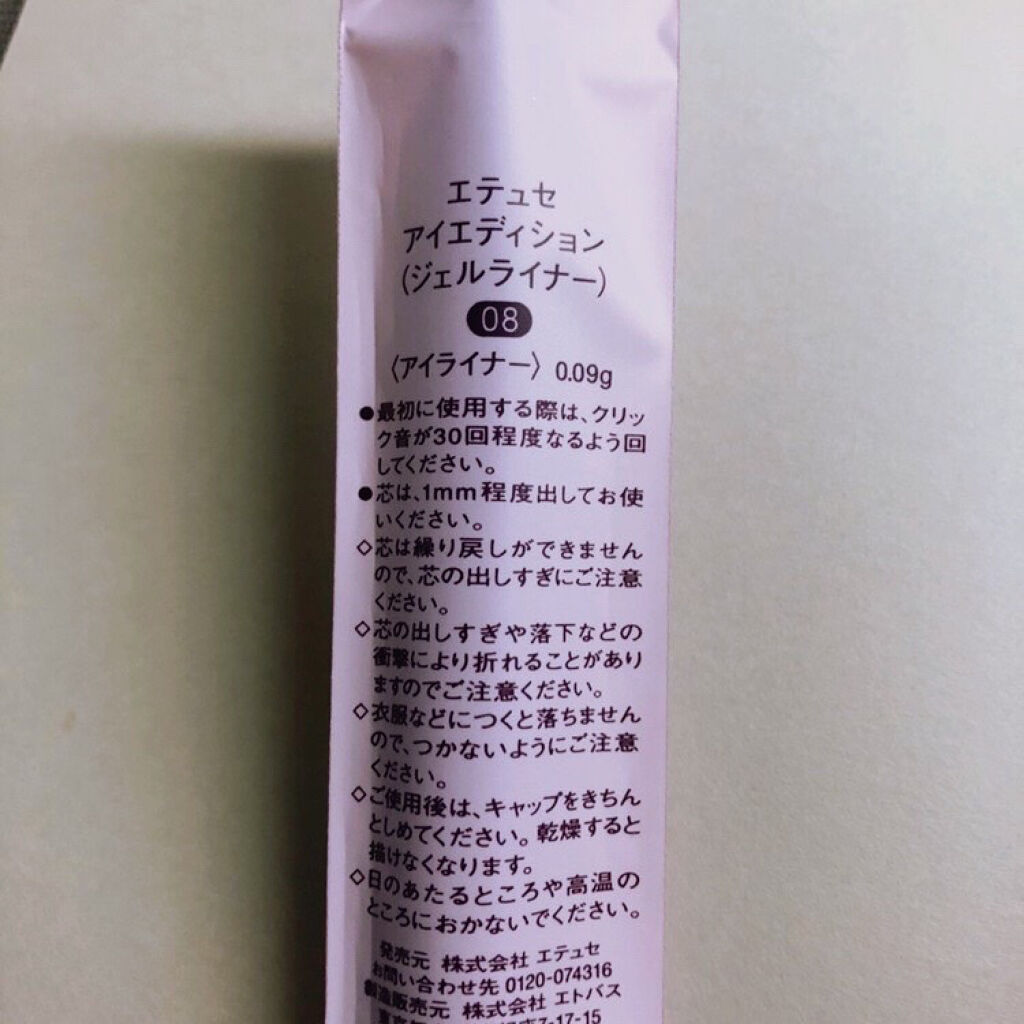 エテュセ
アイエディション
(ジェルライナー)
08
〈アイライナー〉 0.09g
●最初に使用する際は、クリッ
ク音が30回程度なるよう回
してください。
●芯は、1mm程度出してお使
いください。
◇芯は繰り戻しができません
ので、芯の出しすぎにご注意
ください。
◇芯の出しすぎや落下などの
衝撃により折れることがあり
ますのでご注意ください。
◇衣服などにつくと落ちません
ので、つかないようにご注意
ください。
◇ご使用後は、キャップをきちん
としめてください。乾燥すると
描けなくなります。
◇日のあたるところや高温の
ところにおかないでください。
発売元 株式会社 エテュセ
お問い合わせ先 0120-074316
製造販売元 株式会社 エトバス
7-17-15